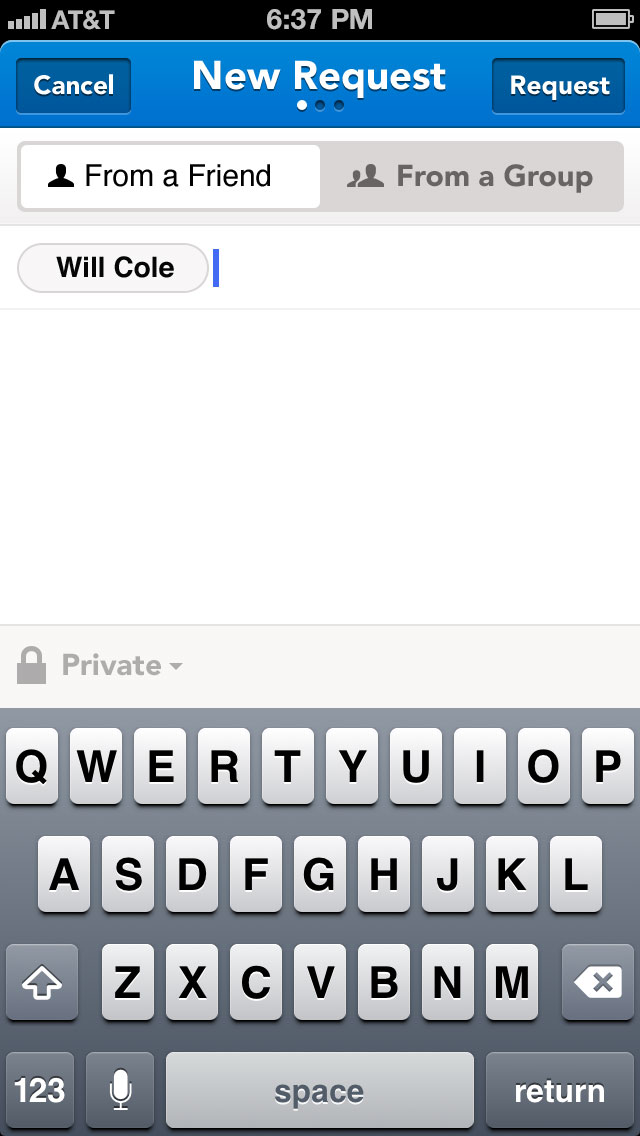 AT&T 6:37 PM
Cancel New Request Request
From a Friend From a Group
Will Cole
Private
Q W E R T Y U I O P
A S D F G H J K L
Z X C V B N M
123 space return